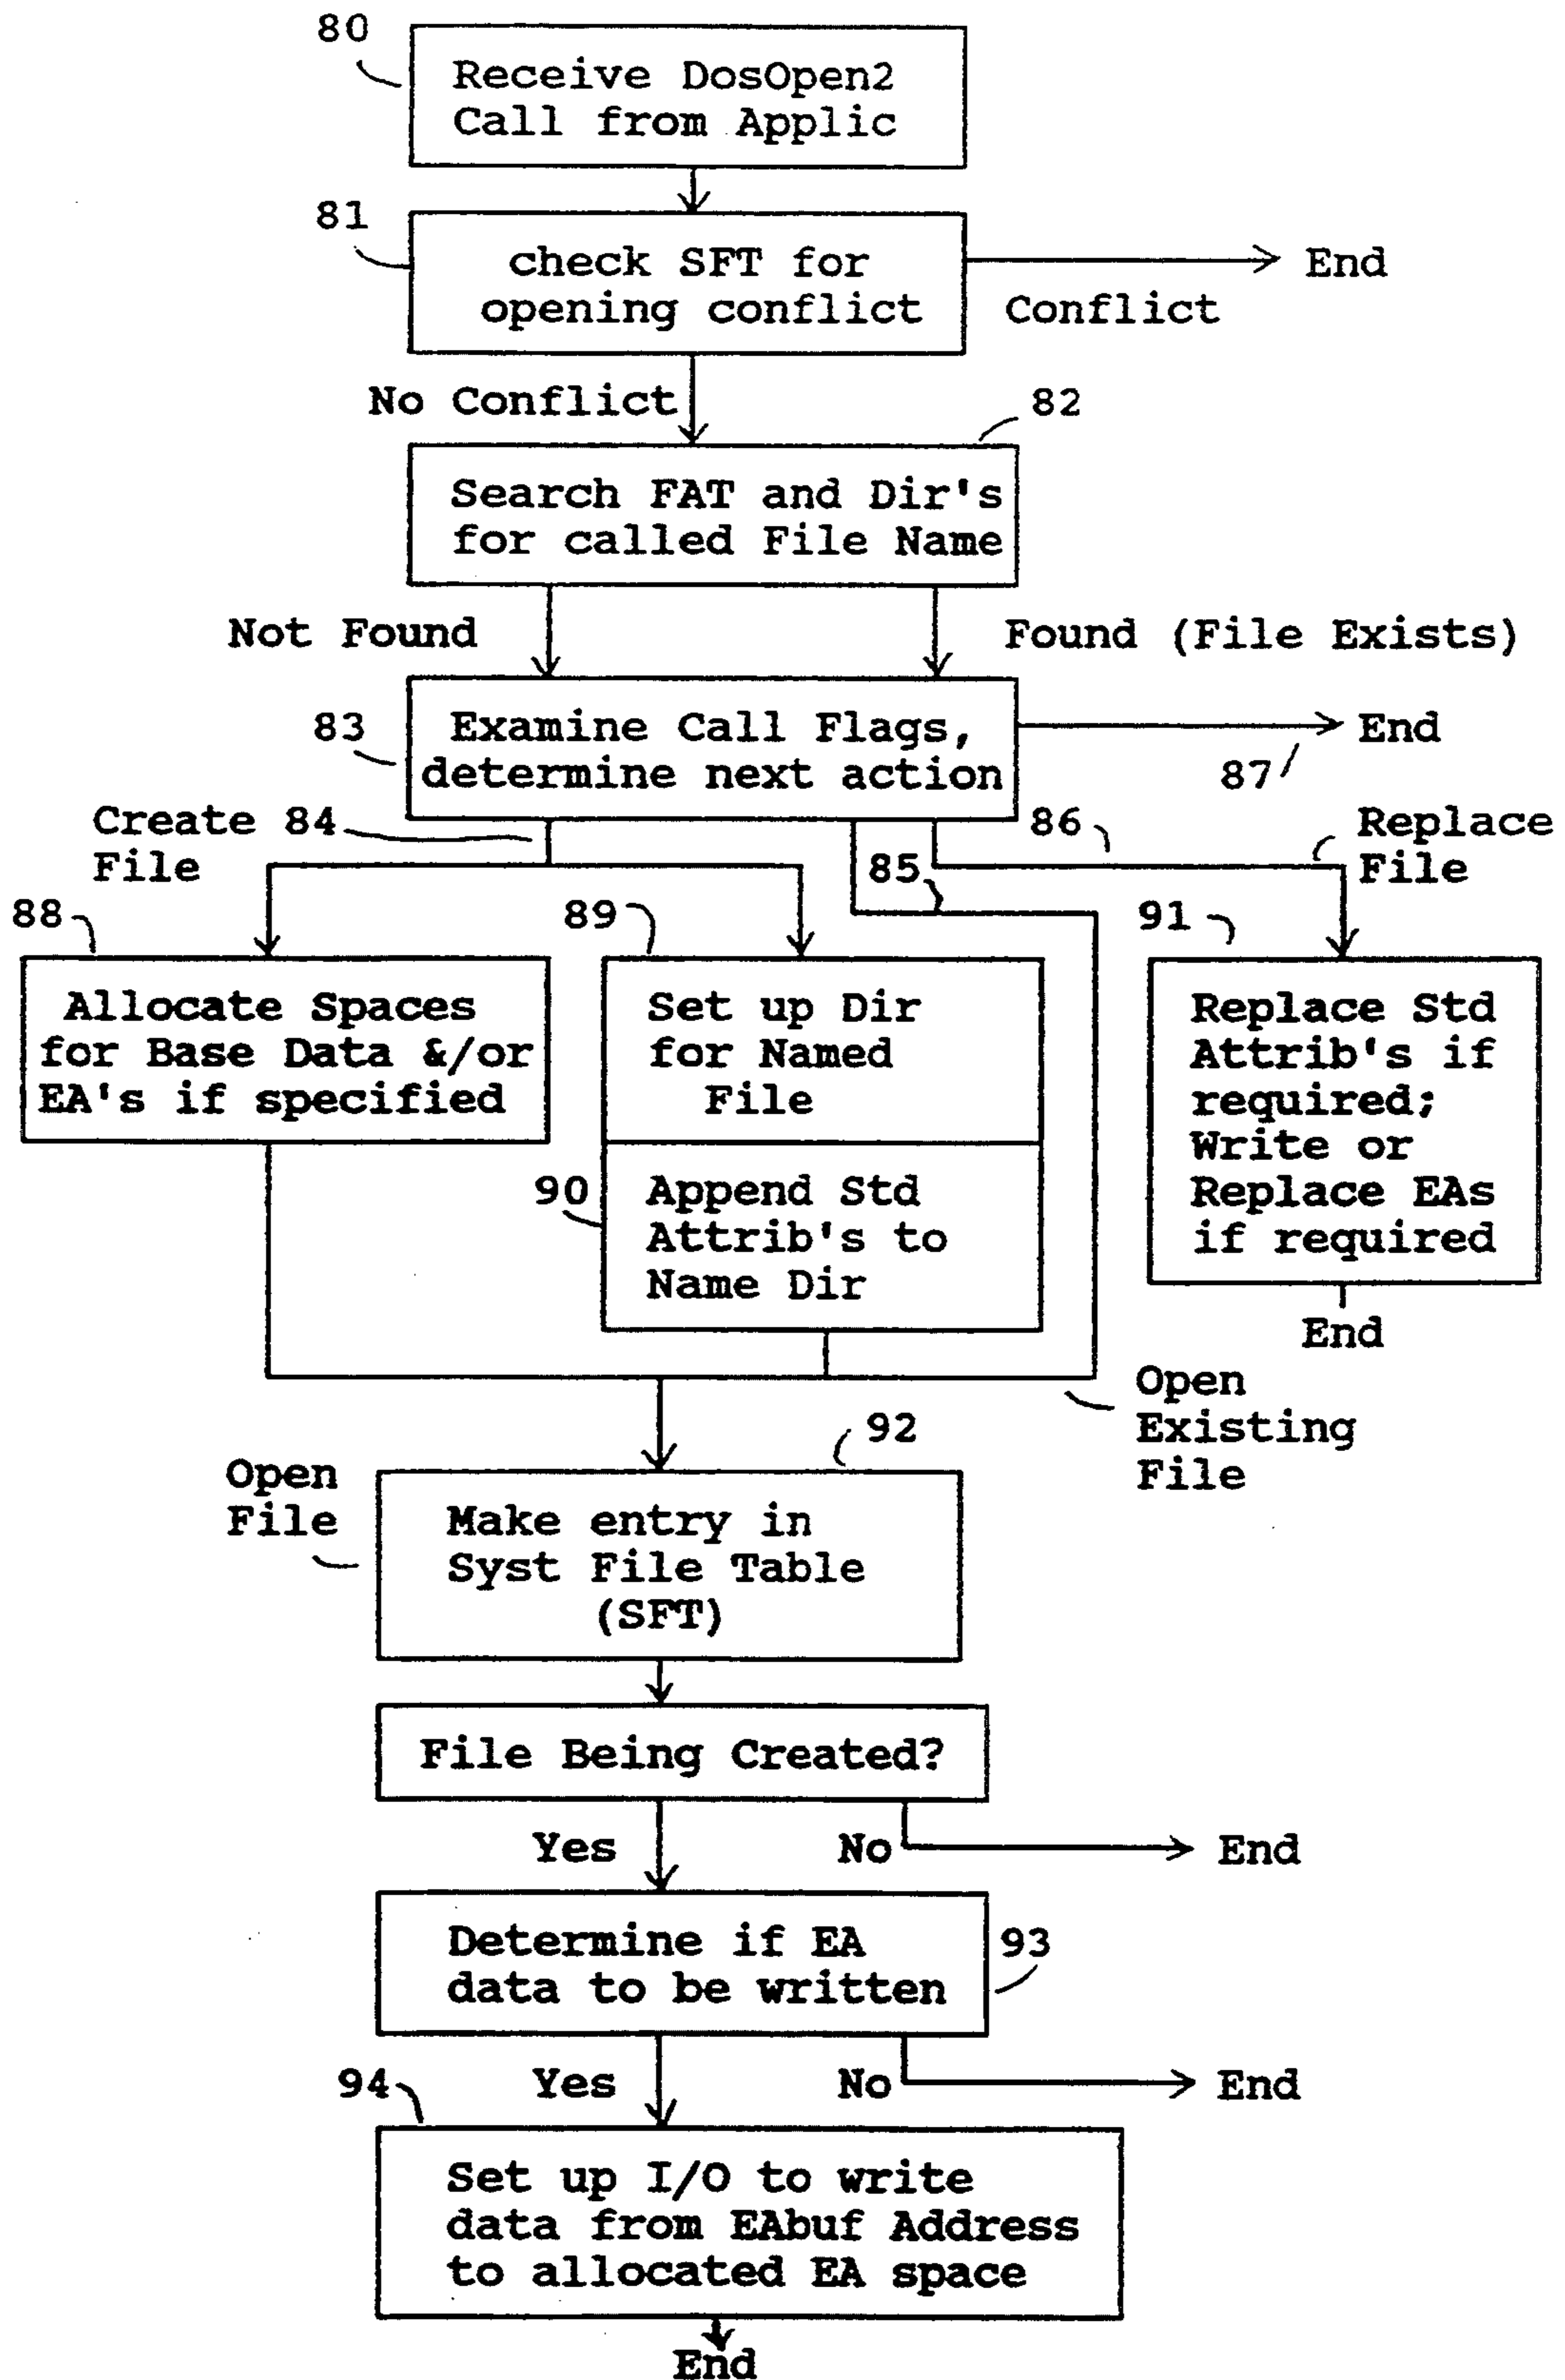 80
Receive DosOpen2
Call from Applic
81
check SFT for
opening conflict
End
Conflict
No Conflict
82
Search FAT and Dir's
for called File Name
Not Found
Found (File Exists)
83
Examine Call Flags,
determine next action
End
87
Create 84
File
86
Replace
File
85
88
Allocate Spaces
for Base Data &/or
EA's if specified
89
Set up Dir
for Named
File
90
Append Std
Attrib's to
Name Dir
91
Replace Std
Attrib's if
required;
Write or
Replace EAs
if required
End
Open
Existing
File
92
Open
File
Make entry in
Syst File Table
(SFT)
File Being Created?
Yes
No
End
Determine if EA
data to be written
93
94
Yes
No
End
Set up I/O to write
data from EAbuf Address
to allocated EA space
End